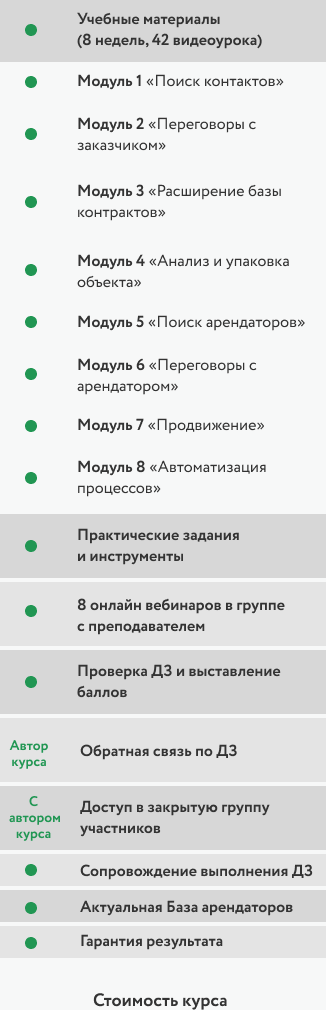 Учебные материалы
(8 недель, 42 видеоурока)
Модуль 1 «Поиск контактов»
Модуль 2 «Переговоры с
заказчиком»
Модуль 3 «Расширение базы
контрактов»
Модуль 4 «Анализ и упаковка
объекта»
Модуль 5 «Поиск арендаторов»
Модуль 6 «Переговоры с
арендатором»
Модуль 7 «Продвижение»
Модуль 8 «Автоматизация
процессов»
Практические задания
и инструменты
8 онлайн вебинаров в группе
с преподавателем
Проверка ДЗ и выставление
баллов
Автор
курса
Обратная связь по ДЗ
С
автором
курса
Доступ в закрытую группу
участников
Сопровождение выполнения ДЗ
Актуальная База арендаторов
Гарантия результата
Стоимость курса